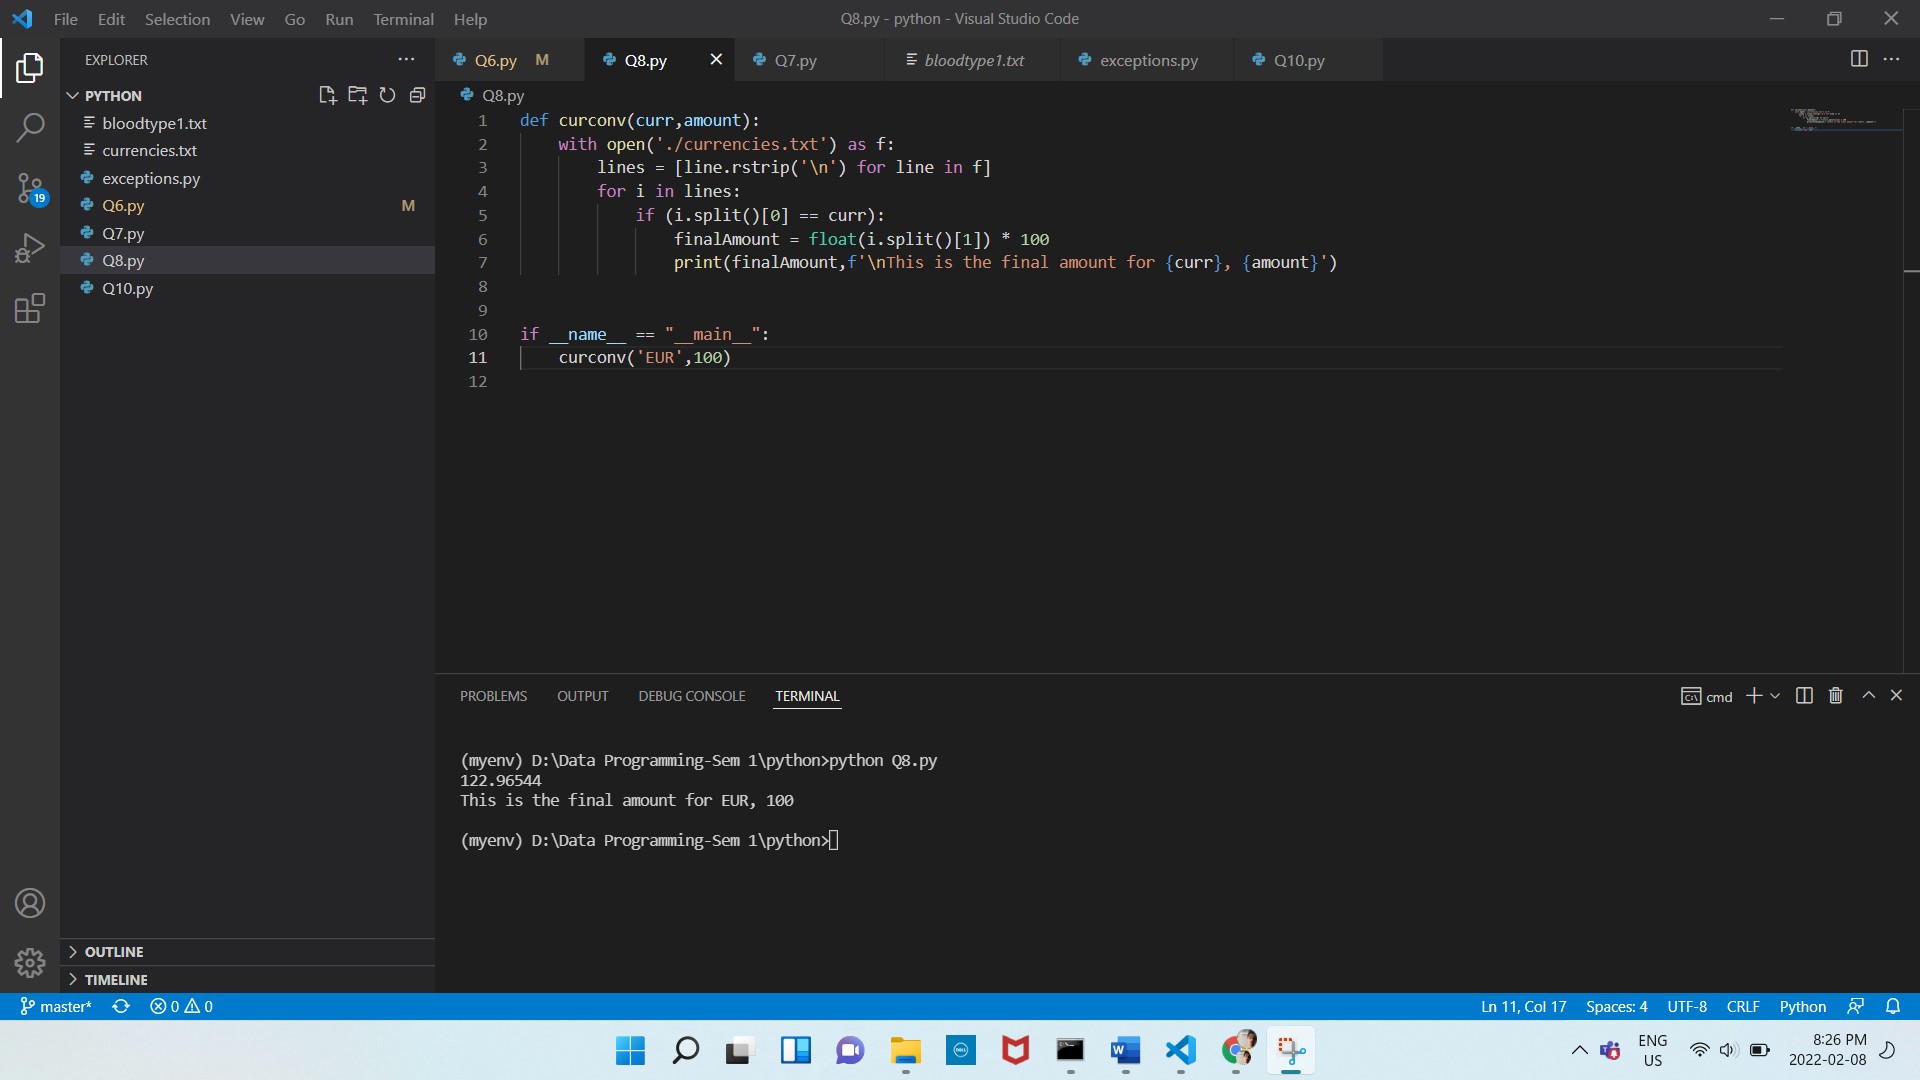 File Edit Selection View Go Run Terminal Help
Q8.py - python - Visual Studio Code
EXPLORER
PYTHON
bloodtype1.txt
currencies.txt
exceptions.py
Q6.py M
Q7.py
Q8.py
Q10.py
19
OUTLINE
TIMELINE
Q6.py M Q8.py Q7.py bloodtype1.txt exceptions.py Q10.py
Q8.py
1 def curconv(curr,amount):
2     with open('./currencies.txt') as f:
3         lines = [line.rstrip('\n') for line in f]
4         for i in lines:
5             if (i.split()[0] == curr):
6                 finalAmount = float(i.split()[1]) * 100
7                 print(finalAmount,f'\nThis is the final amount for {curr}, {amount}')
8
9
10 if __name__ == "__main__":
11     curconv('EUR',100)
12
PROBLEMS OUTPUT DEBUG CONSOLE TERMINAL
cmd
(myenv) D:\Data Programming-Sem 1\python>python Q8.py
122.96544
This is the final amount for EUR, 100
(myenv) D:\Data Programming-Sem 1\python>
master* 0 0
Ln 11, Col 17 Spaces: 4 UTF-8 CRLF Python
ENG
US
8:26 PM
2022-02-08